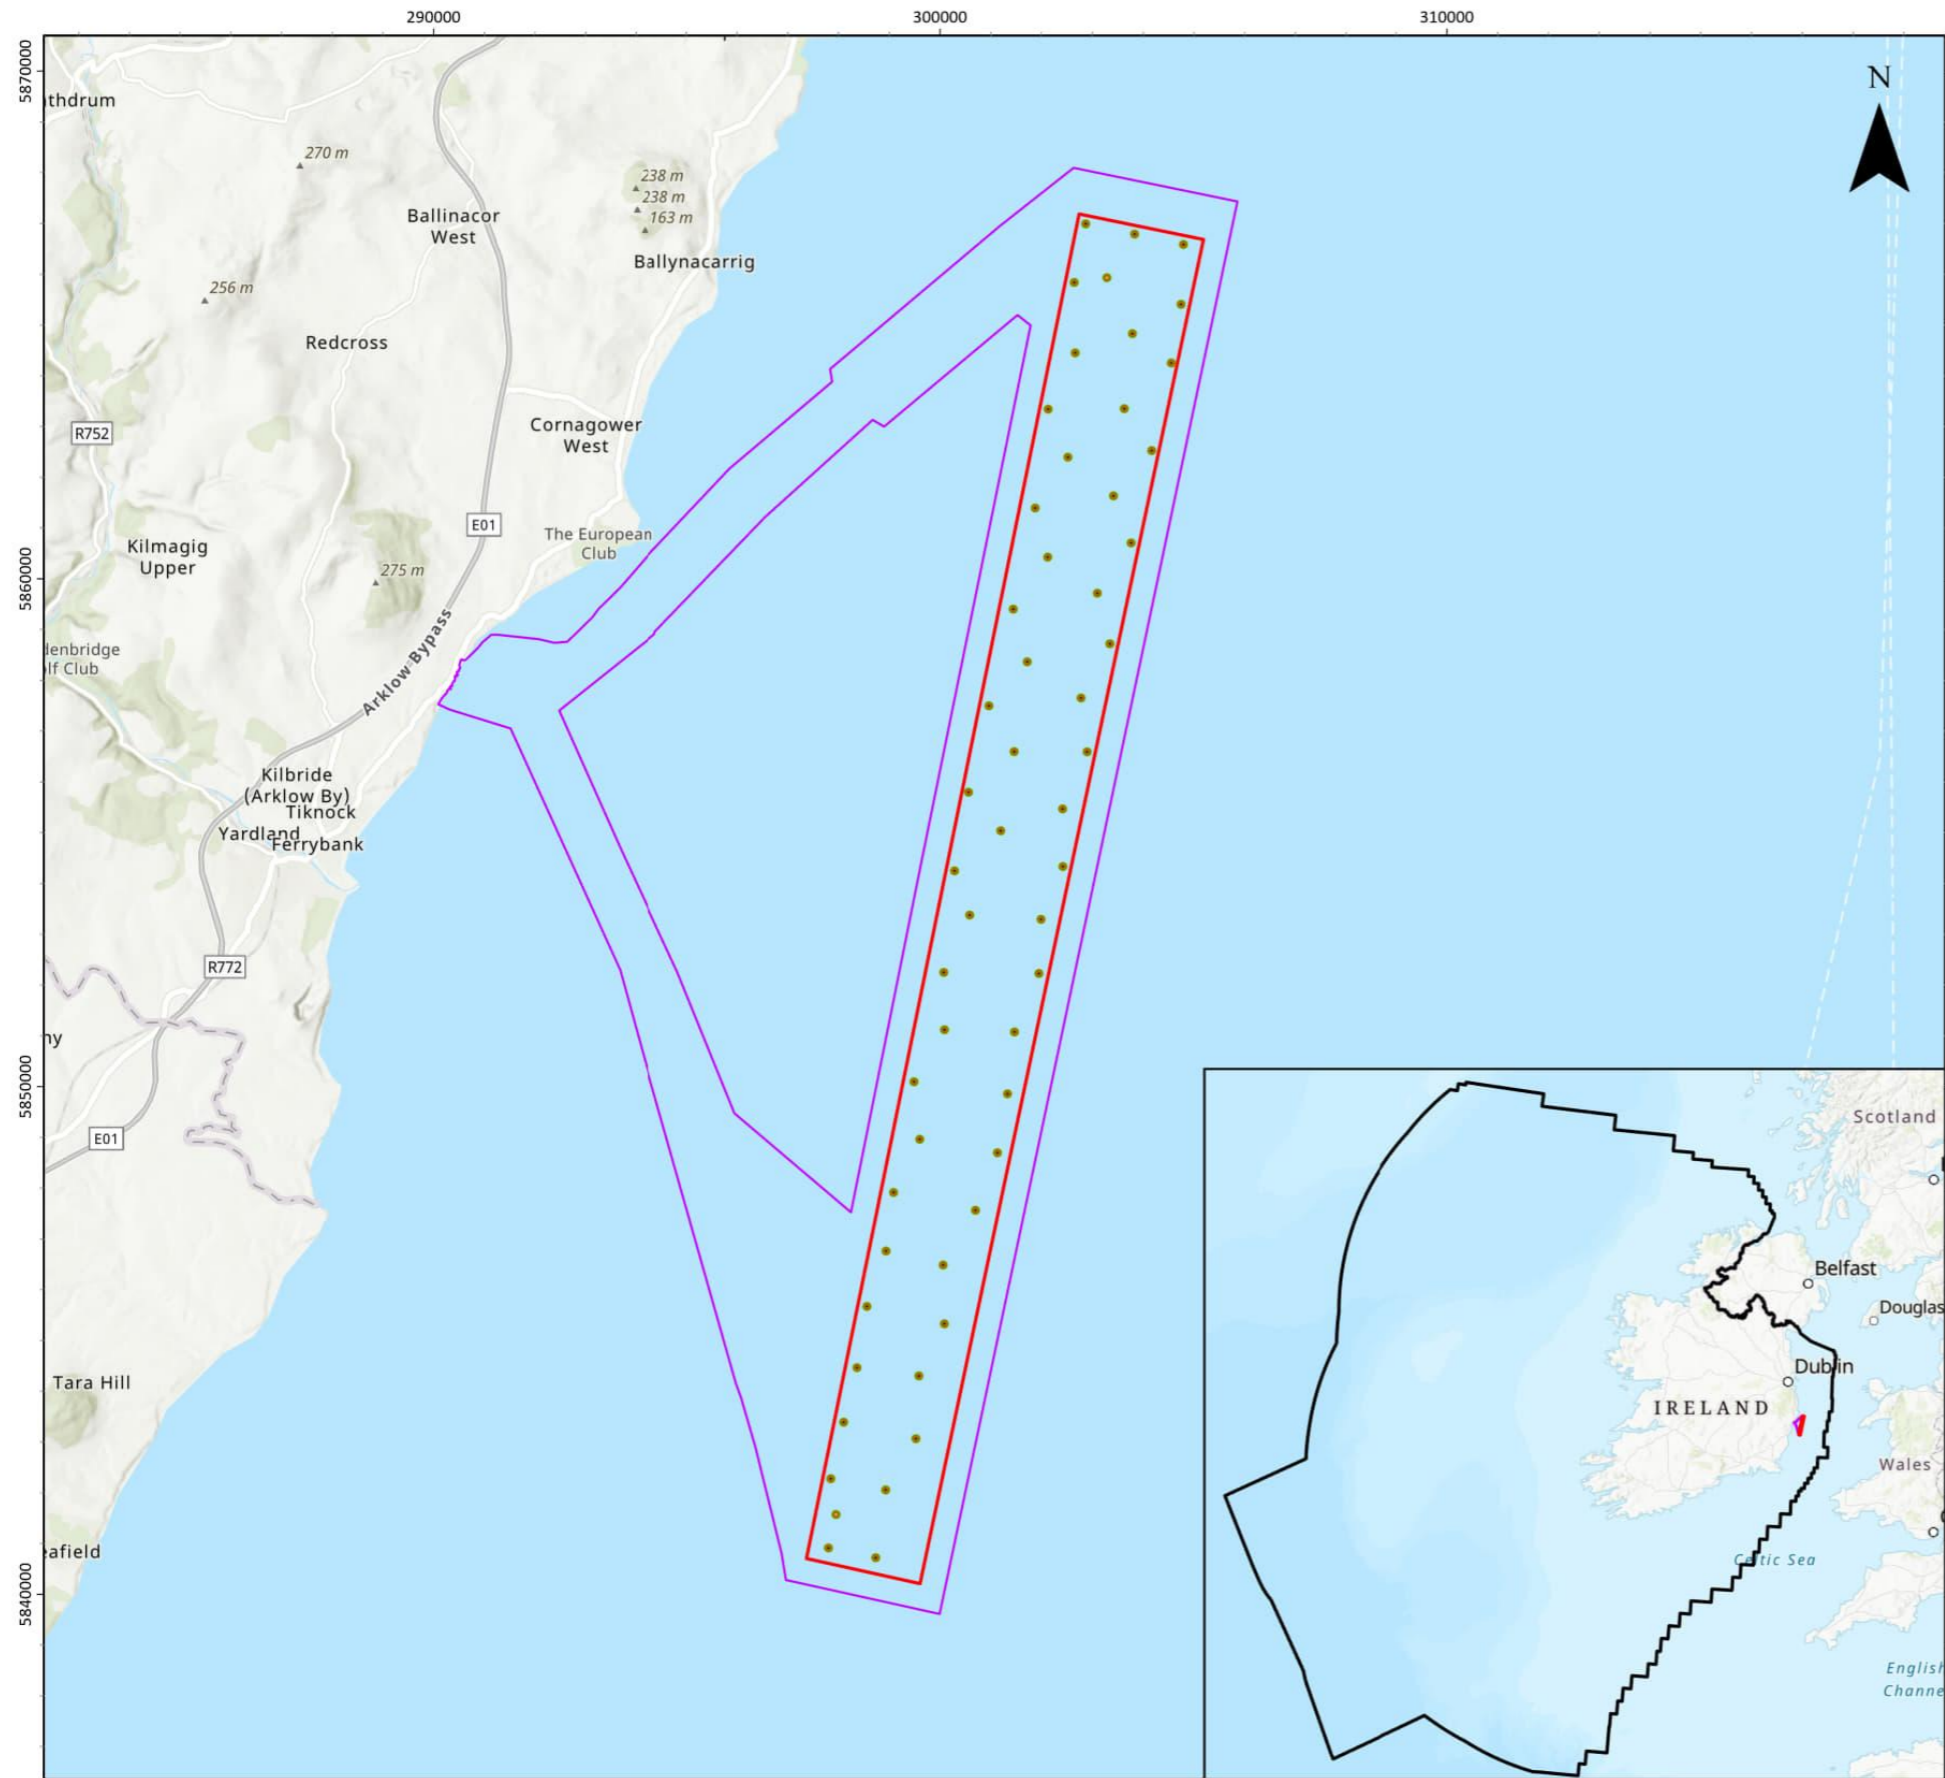 290000
300000
310000
5870000
N
thdrum
270 m
238 m
238 m
163 m
Ballinacor
West
Ballynacarrig
256 m
Redcross
R752
Cornagower
West
E01
The European
Club
Kilmagig
Upper
5860000
275 m
denbridge
lf Club
Arklow Bypass
Kilbride
(Arklow By)
Tiknock
Yardland
Ferrybank
R772
ny
5850000
E01
Scotland
Belfast
Douglas
Dublin
IRELAND
Tara Hill
Wales
eafield
5840000
Celtic Sea
English
Channe